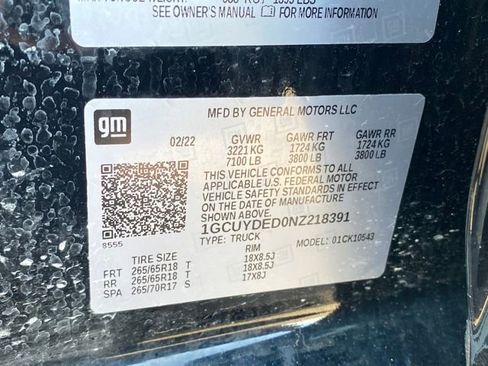 SEE OWNER'S MANUAL FOR MORE INFORMATION
gm
MFD BY GENERAL MOTORS LLC
02/22 GVWR GAWR FRT GAWR RR
3221 KG 1724 KG 1724 KG
7100 LB 3800 LB 3800 LB
THIS VEHICLE CONFORMS TO ALL
APPLICABLE U.S. FEDERAL MOTOR
VEHICLE SAFETY STANDARDS IN EFFECT
ON THE DATE OF MANUFACTURE SHOWN ABOVE.
1GCUYDED0NZ218391
TYPE: TRUCK MODEL: 01CK10543
8555
TIRE SIZE RIM
FRT 265/65R18 T 18X8.5J
RR 265/65R18 T 18X8.5J
SPA 265/70R17 S 17X8J